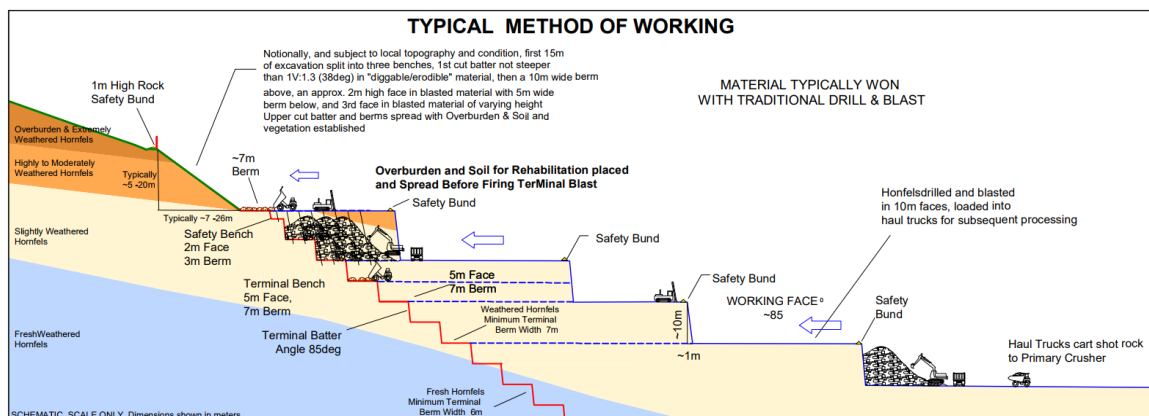 TYPICAL METHOD OF WORKING
Notionally, and subject to local topography and condition, first 15m
of excavation split into three benches, 1st cut batter not steeper
than 1V:1.3 (38deg) in "diggable/erodible" material, then a 10m wide berm
above, an approx. 2m high face in blasted material with 5m wide
berm below, and 3rd face in blasted material of varying height
Upper cut batter and berms spread with Overburden & Soil and
vegetation established
1m High Rock
Safety Bund
MATERIAL TYPICALLY WON
WITH TRADITIONAL DRILL & BLAST
Overburden & Extremely
Weathered Hornfels
Highly to Moderately
Weathered Hornfels
Typically
~5 -20m
~7m
Berm
Overburden and Soil for Rehabilitation placed
and Spread Before Firing TerMinal Blast
Safety Bund
Honfelsdrilled and blasted
in 10m faces, loaded into
haul trucks for subsequent processing
Typically ~7 -26m
Slightly Weathered
Hornfels
Safety Bench
2m Face
3m Berm
Safety Bund
5m Face
7m Berm
Safety Bund
Terminal Bench
5m Face,
7m Berm
WORKING FACE º
~85
Safety
Bund
Weathered Hornfels
Minimum Terminal
Berm Width 7m
~10m
~1m
Terminal Batter
Angle 85deg
FreshWeathered
Hornfels
Haul Trucks cart shot rock
to Primary Crusher
Fresh Hornfels
Minimum Terminal
Berm Width 6m
SCHEMATIC SCALE ONLY Dimensions shown in meters